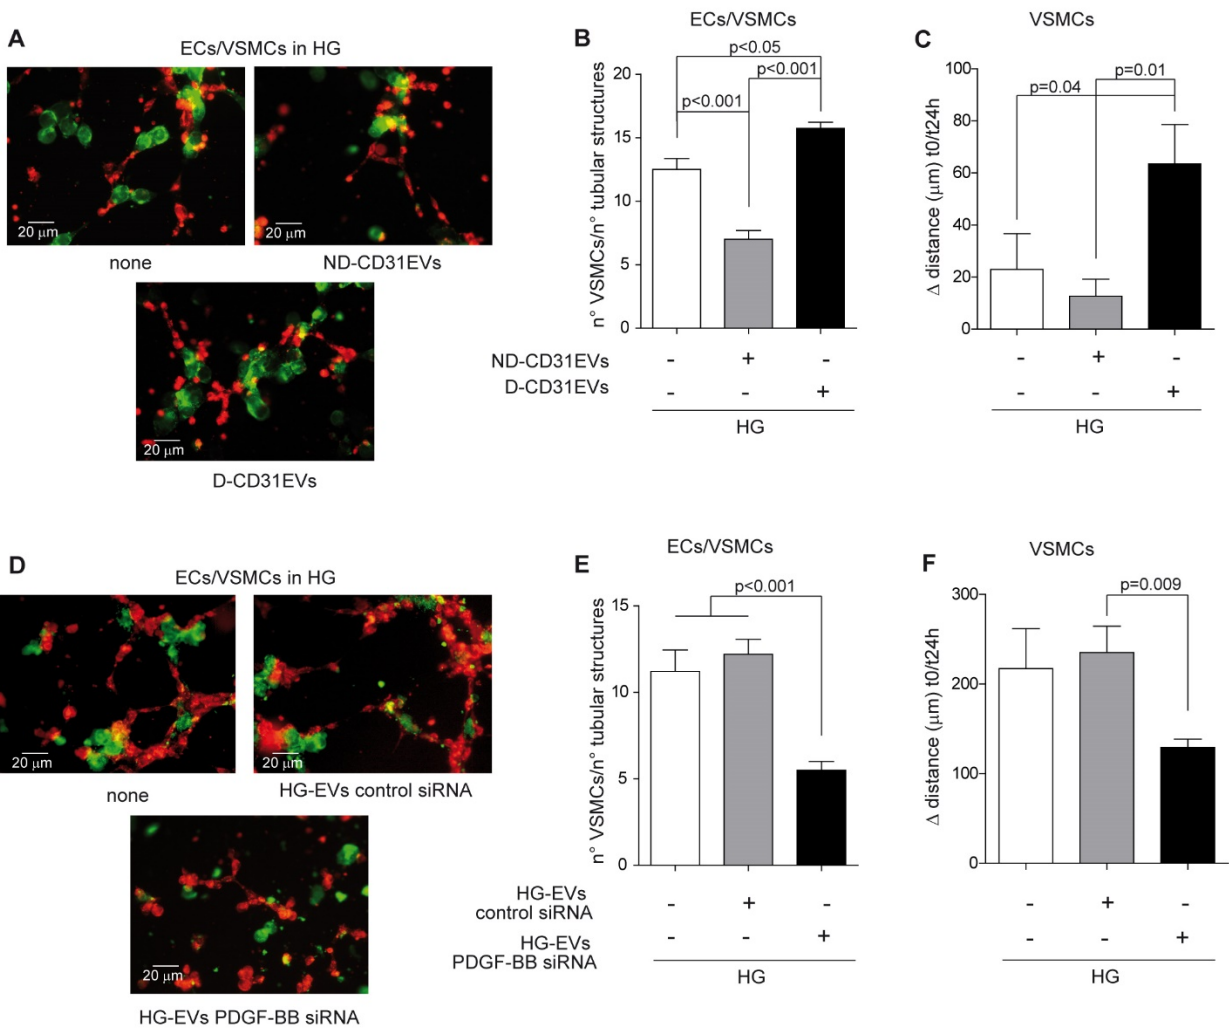 A
ECs/VSMCs in HG
20 μm
none
20 μm
ND-CD31EVs
20 μm
D-CD31EVs
B
ECs/VSMCs
n° VSMCs/n° tubular structures
20
15
10
5
0
p<0.05
p<0.001
p<0.001
ND-CD31EVs - + -
D-CD31EVs - - +
HG
C
VSMCs
Δ distance (μm) t0/t24h
100
80
60
40
20
0
p=0.01
p=0.04
- + -
- - +
HG
D
ECs/VSMCs in HG
20 μm
none
20 μm
HG-EVs control siRNA
20 μm
HG-EVs PDGF-BB siRNA
E
ECs/VSMCs
n° VSMCs/n° tubular structures
15
10
5
0
p<0.001
HG-EVs
control siRNA - + -
HG-EVs
PDGF-BB siRNA - - +
HG
F
VSMCs
Δ distance (μm) t0/t24h
300
200
100
0
p=0.009
- + -
- - +
HG